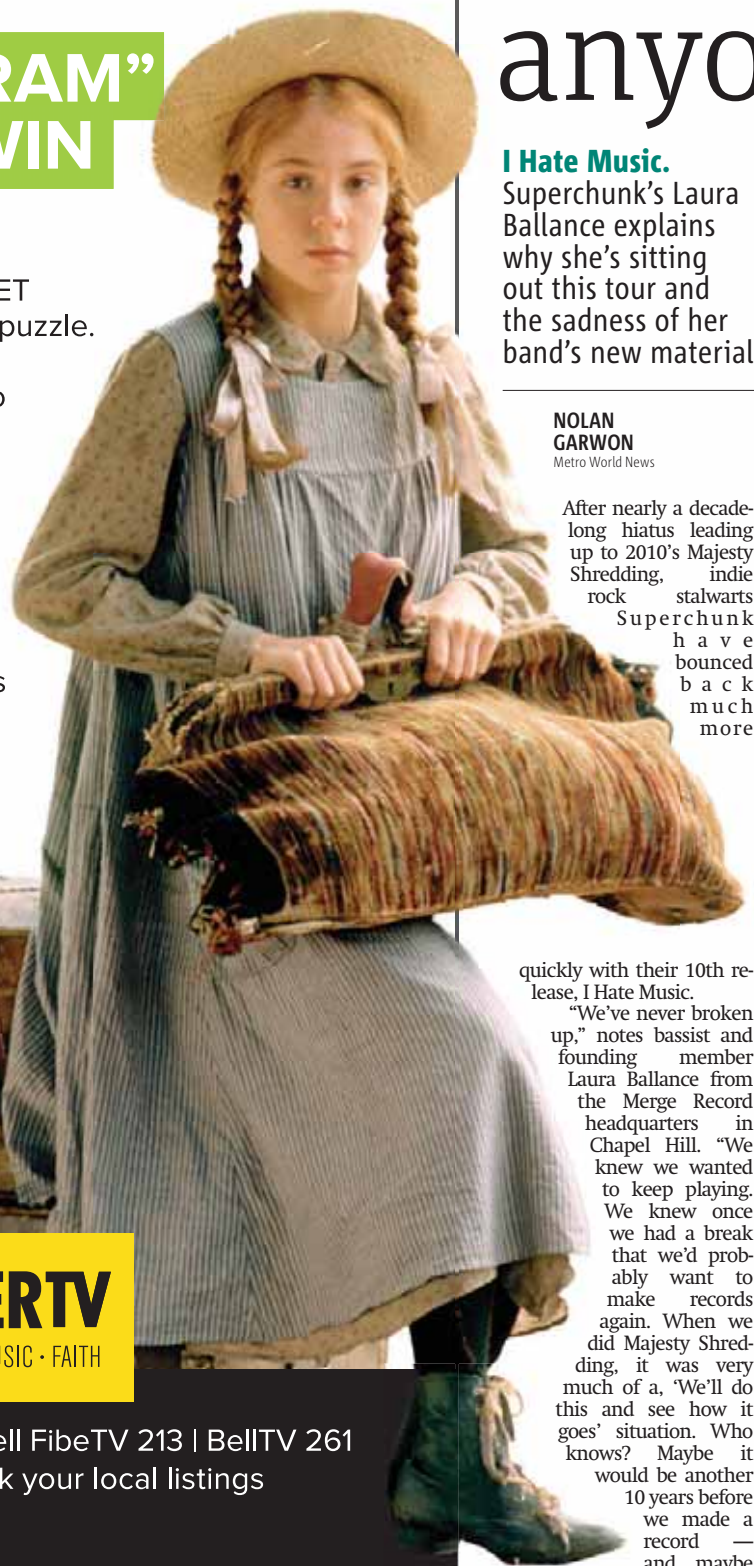 RAM”
WIN
ET
puzzle.
s
ERTV
USIC · FAITH
ell FibeTV 213 | BellTV 261
k your local listings
anyo
I Hate Music.
Superchunk’s Laura
Ballance explains
why she’s sitting
out this tour and
the sadness of her
band’s new material
NOLAN
GARWON
Metro World News
After nearly a decade-
long hiatus leading
up to 2010’s Majesty
Shredding, indie
rock stalwarts
Superchunk
have
bounced
back
much
more
quickly with their 10th re-
lease, I Hate Music.
“We’ve never broken
up,” notes bassist and
founding member
Laura Ballance from
the Merge Record
headquarters in
Chapel Hill. “We
knew we wanted
to keep playing.
We knew once
we had a break
that we’d prob-
ably want to
make records
again. When we
did Majesty Shred-
ding, it was very
much of a, ‘We’ll do
this and see how it
goes’ situation. Who
knows? Maybe it
would be another
10 years before
we made a
record —
and maybe